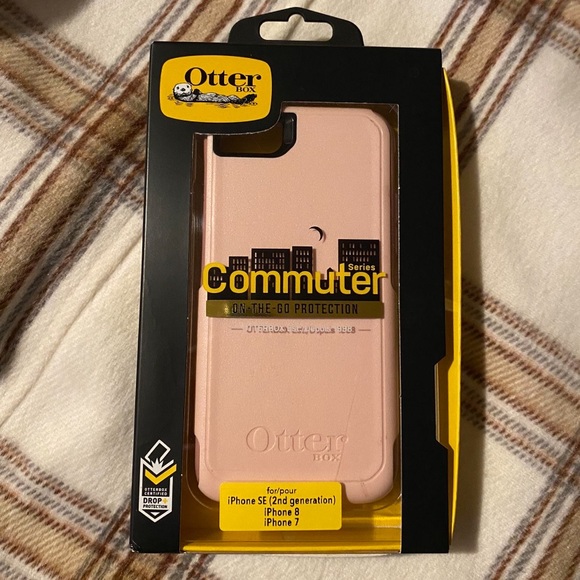 Otter
BOX
Series
Commuter
ON-THE-GO PROTECTION
Otter
BOX
OTTERBOX CERTIFIED
DROP+
PROTECTION
for/pour
iPhone SE (2nd generation)
iPhone 8
iPhone 7